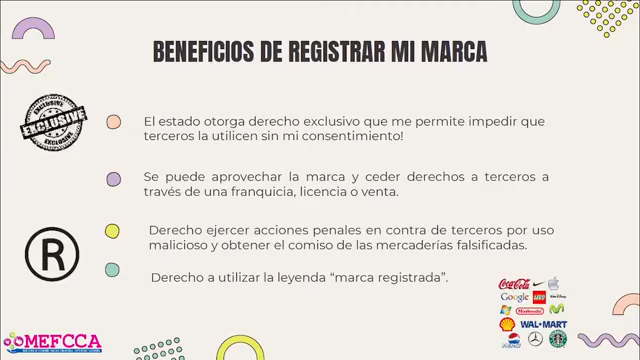 BENEFICIOS DE REGISTRAR MI MARCA
EXCLUSIVE
El estado otorga derecho exclusivo que me permite impedir que
terceros la utilicen sin mi consentimiento!
Se puede aprovechar la marca y ceder derechos a terceros a
través de una franquicia, licencia o venta.
Derecho ejercer acciones penales en contra de terceros por uso
malicioso y obtener el comiso de las mercaderías falsificadas.
R
Derecho a utilizar la leyenda “marca registrada”.
Coca-Cola
Google LEGO Walt Disney
Nintendo
WAL-MART
PEPSI
MEFCCA